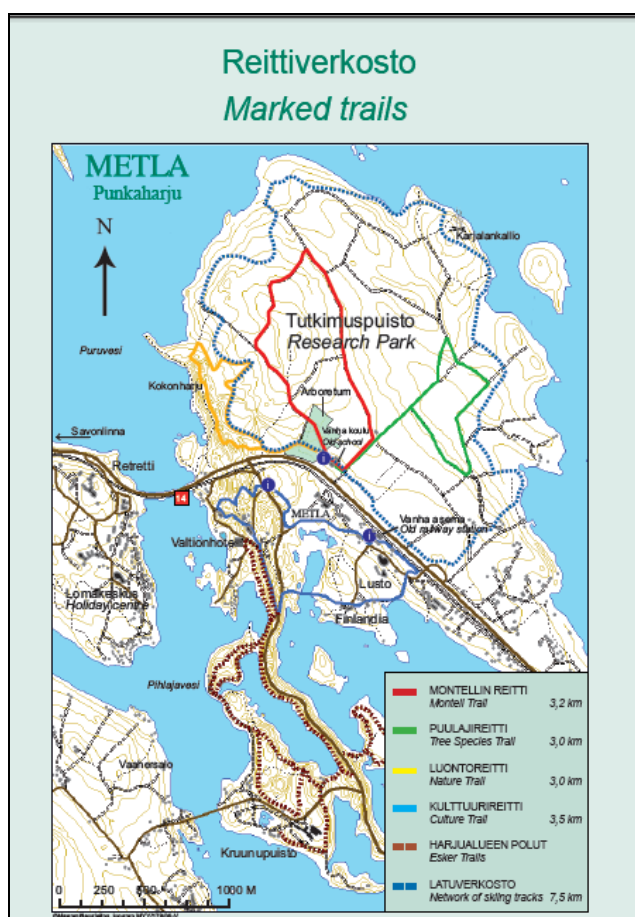 Reittiverkosto
Marked trails
METLA
Punkaharju
N
Karjalankallio
Tutkimuspuisto
Research Park
Puruvesi
Kokonharju
Arboretum
Vanha koulu
Old school
Savonlinna
Retretti
14
i
i
METLA
i
Vanha asema
Old railway station
Valtionhotelli
Lusto
Lomakeskus
Holiday centre
Finlandia
Pihlajavesi
Vaahersalo
Kruunupuisto
MONTELLIN REITTI
Montell Trail 3,2 km
PUULAJIREITTI
Tree Species Trail 3,0 km
LUONTOREITTI
Nature Trail 3,0 km
KULTTUURIREITTI
Culture Trail 3,5 km
HARJUALUEEN POLUT
Esker Trails
LATUVERKOSTO
Network of skiing tracks 7,5 km
0 250 500 1000 M